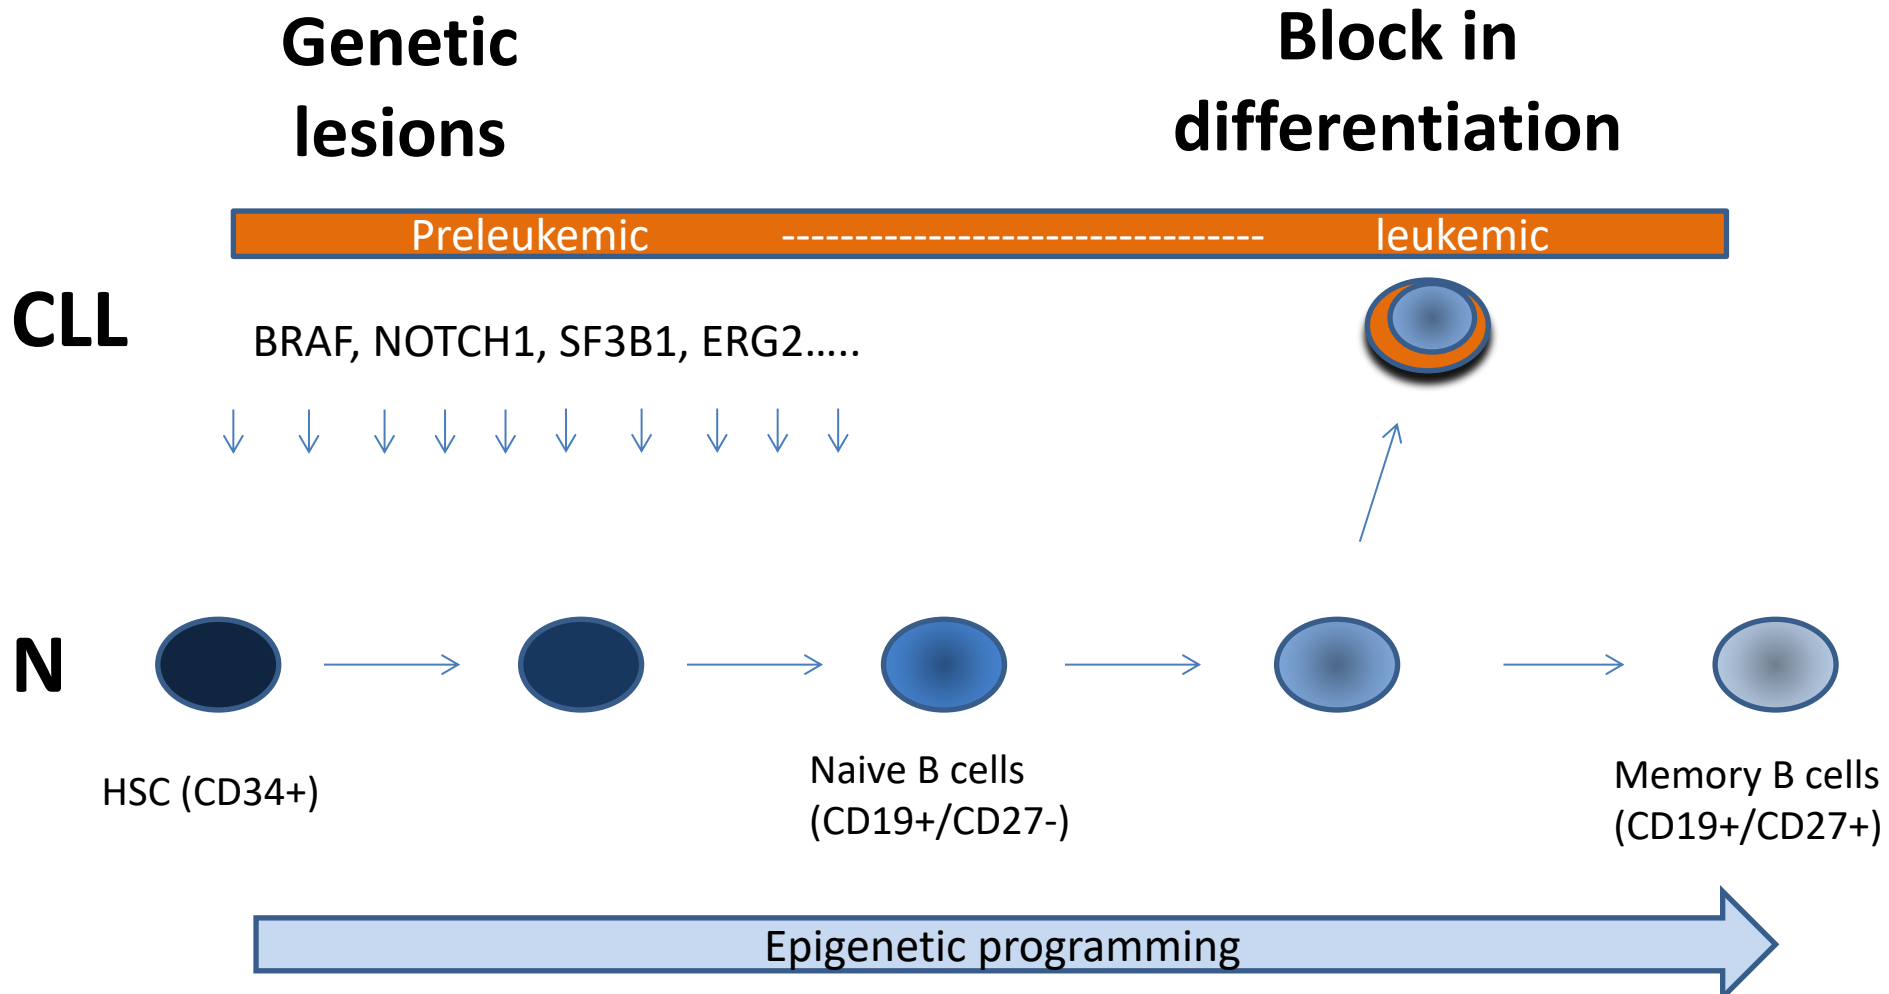 Genetic
lesions
Block in
differentiation
Preleukemic --------------------------------- leukemic
CLL
BRAF, NOTCH1, SF3B1, ERG2.....
N
HSC (CD34+)
Naive B cells
(CD19+/CD27-)
Memory B cells
(CD19+/CD27+)
Epigenetic programming